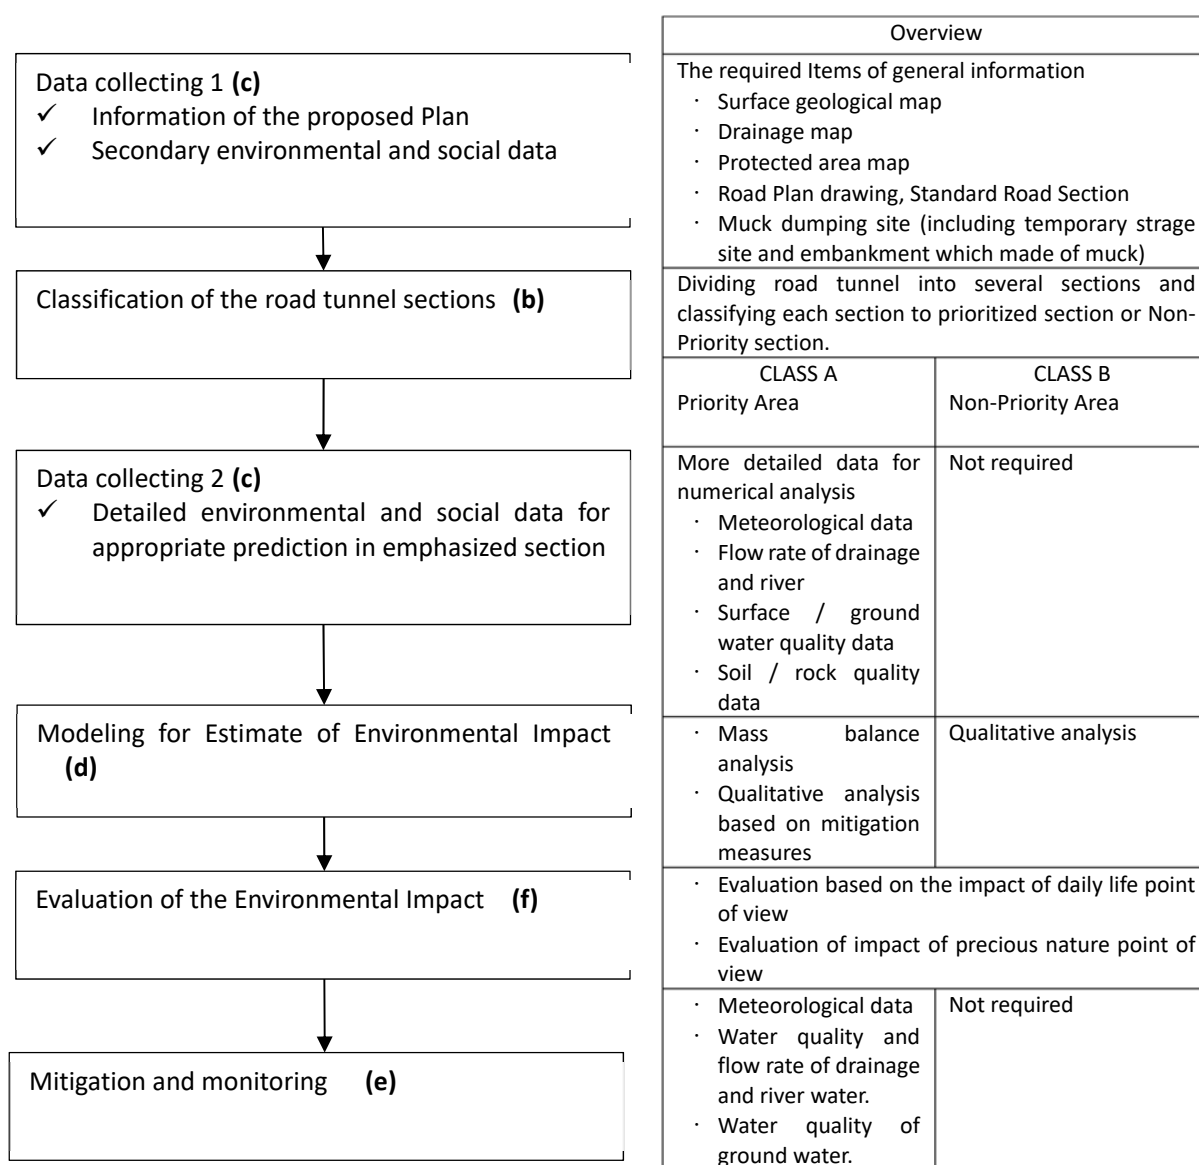 Data collecting 1 (c)
✓ Information of the proposed Plan
✓ Secondary environmental and social data
Classification of the road tunnel sections (b)
Data collecting 2 (c)
✓ Detailed environmental and social data for
appropriate prediction in emphasized section
Modeling for Estimate of Environmental Impact
(d)
Evaluation of the Environmental Impact (f)
Mitigation and monitoring (e)
Overview
The required Items of general information
· Surface geological map
· Drainage map
· Protected area map
· Road Plan drawing, Standard Road Section
· Muck dumping site (including temporary strage
site and embankment which made of muck)
Dividing road tunnel into several sections and
classifying each section to prioritized section or Non-
Priority section.
CLASS A
Priority Area
CLASS B
Non-Priority Area
More detailed data for
numerical analysis
· Meteorological data
· Flow rate of drainage
and river
· Surface / ground
water quality data
· Soil / rock quality
data
Not required
· Mass balance
analysis
· Qualitative analysis
based on mitigation
measures
Qualitative analysis
· Evaluation based on the impact of daily life point
of view
· Evaluation of impact of precious nature point of
view
· Meteorological data
· Water quality and
flow rate of drainage
and river water.
· Water quality of
ground water.
Not required